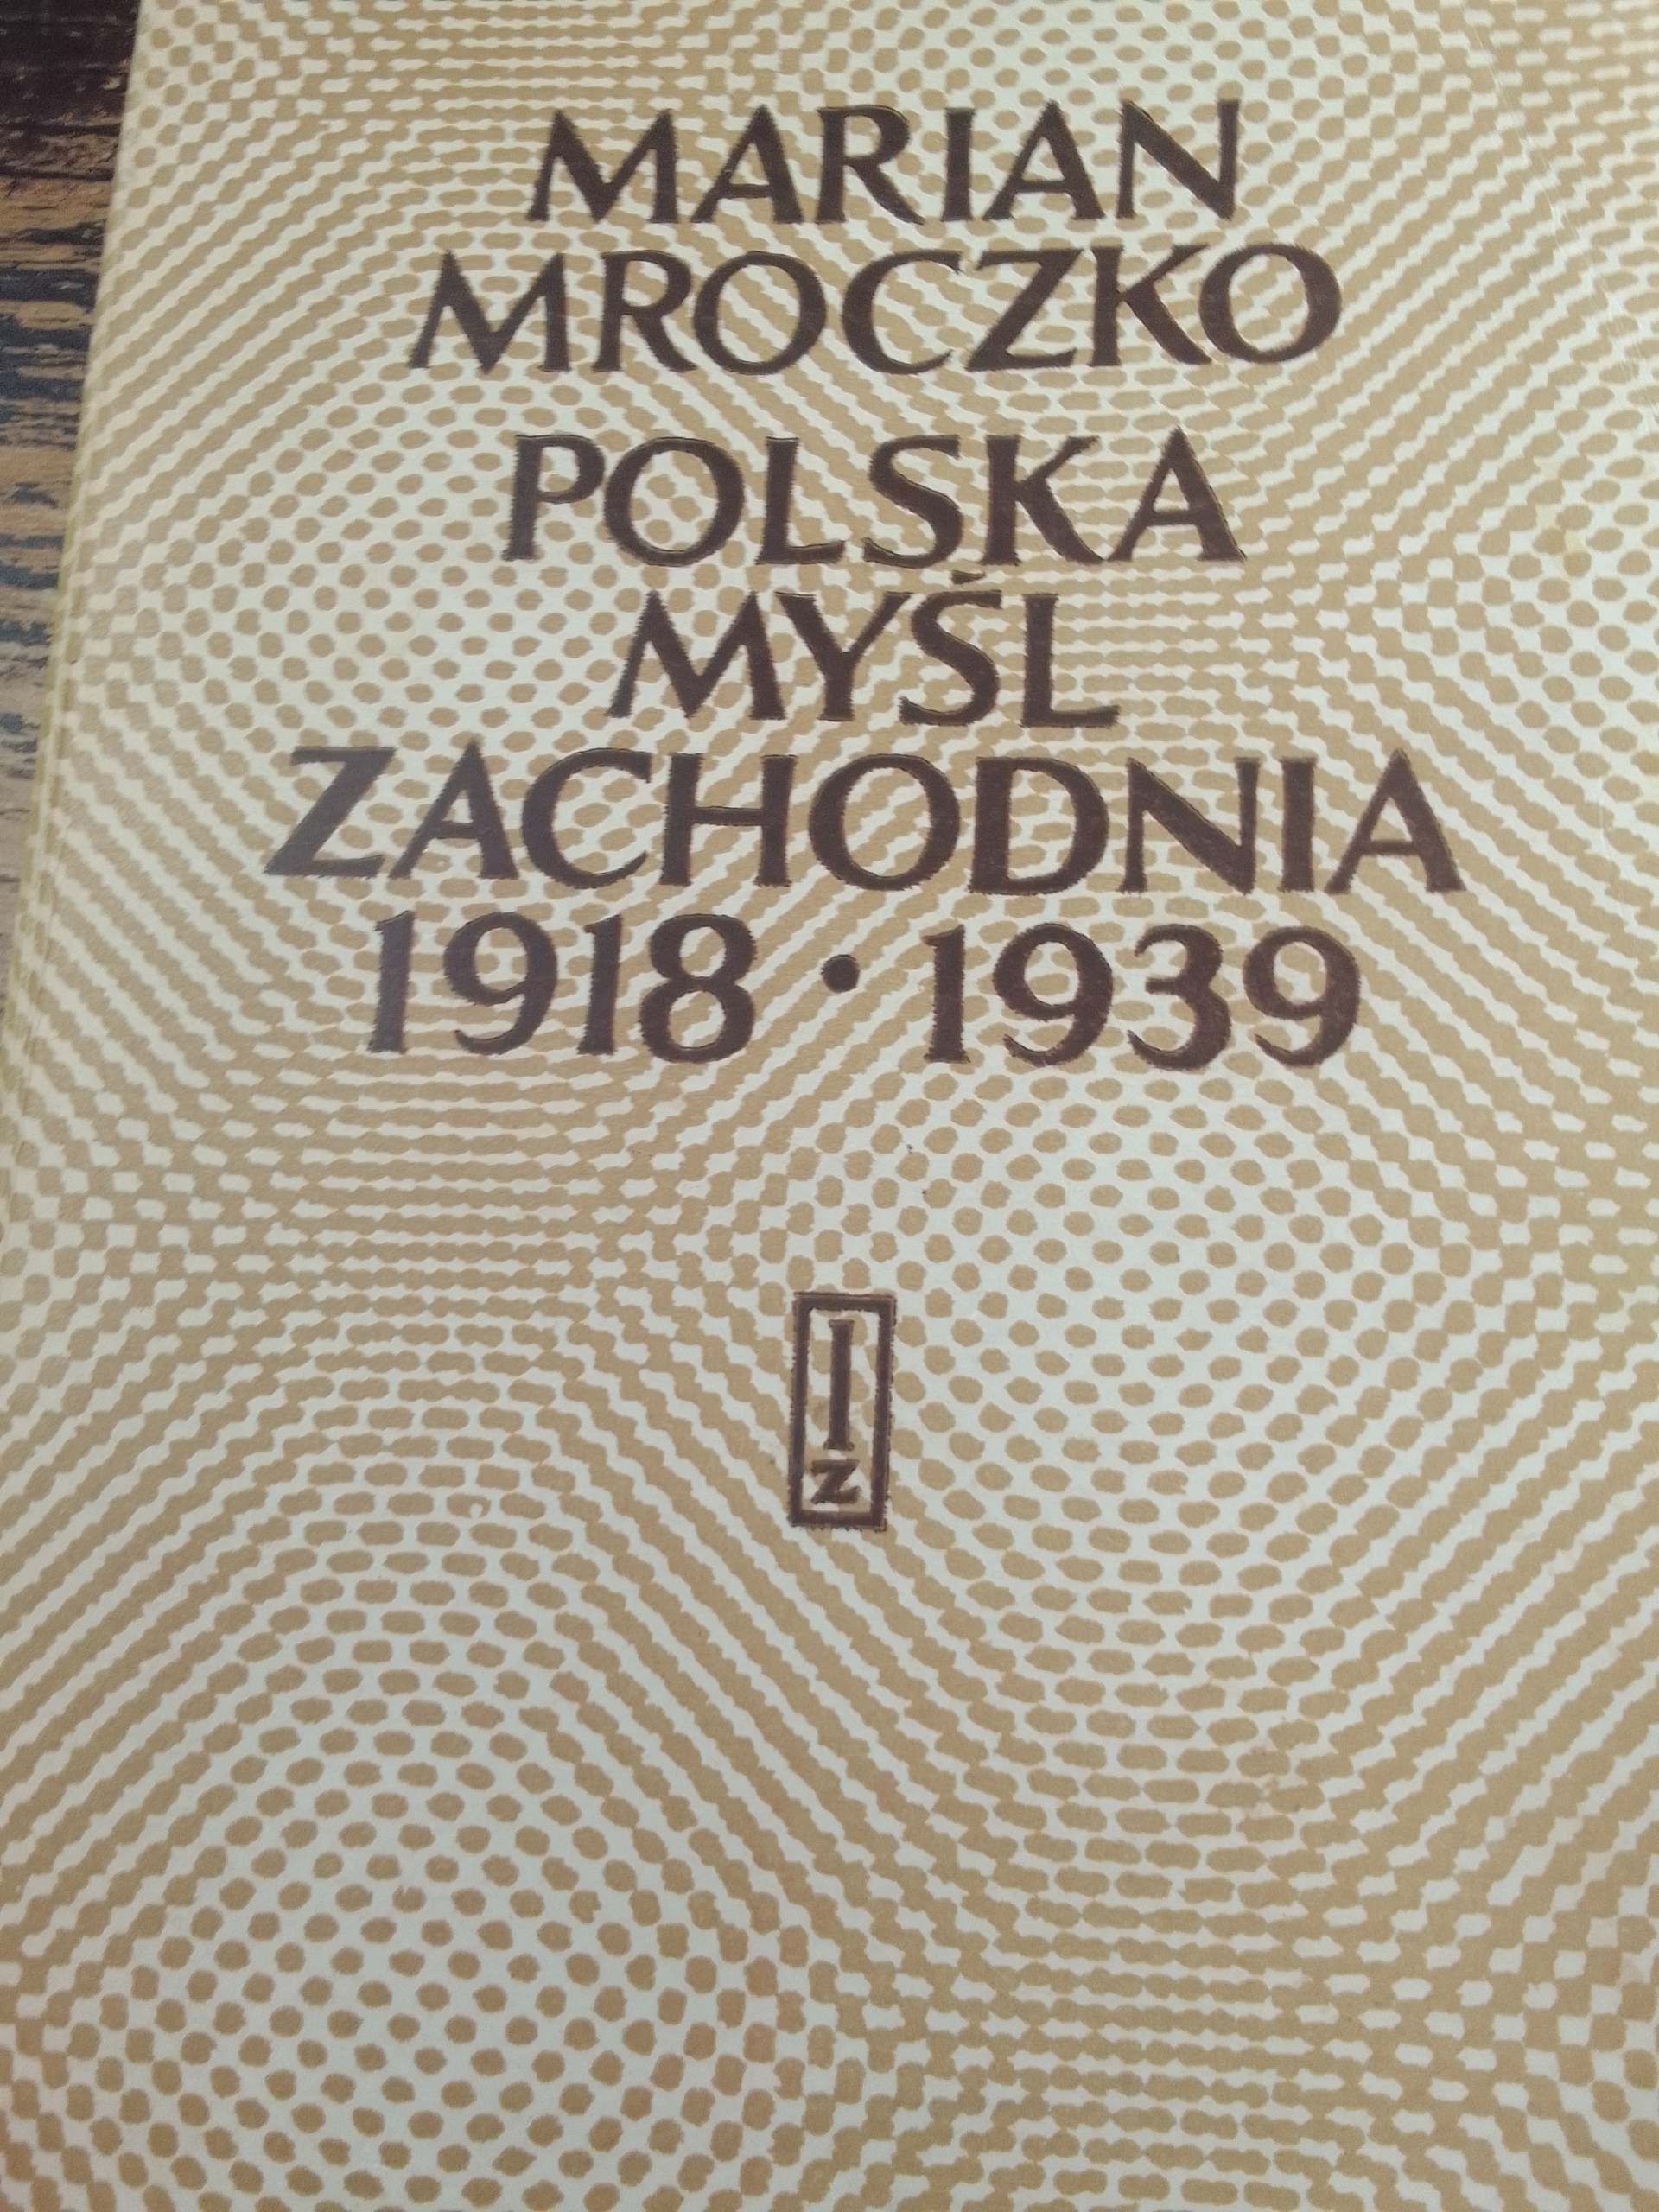 MARIAN
MROCZKO
POLSKA
MYŚL
ZACHODNIA
1918 • 1939
I
z